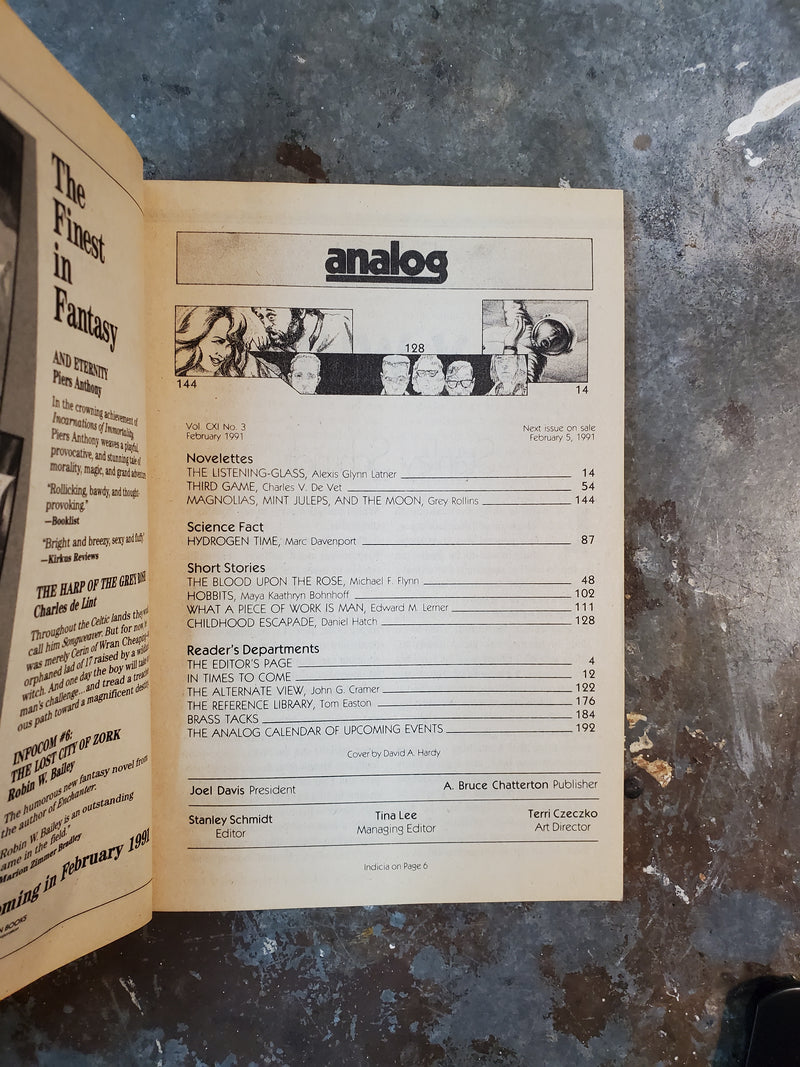 The
Finest
in
Fantasy
AND ETERNITY
Piers Anthony
In the crowning achievement of
Incarnations of Immortality,
Piers Anthony weaves a playful,
provocative, and stunning tale of
morality, magic, and grand adventure
"Rollicking, bawdy, and thought-
provoking."
—Booklist
"Bright and breezy, sexy and fluffy"
—Kirkus Reviews
THE HARP OF THE GREY ROSE
Charles de Lint
Throughout the Celtic lands they
call him Songweaver. But for now he
was merely Cerin of Wran Cheaping,
orphaned lad of 17 raised by a wild
witch. And one day the boy will take
man's challenge...and tread a
ous path toward a magnificent destiny
INFOCOM #6:
THE LOST CITY OF ZORK
Robin W. Bailey
The humorous new fantasy novel from
the author of Enchanter.
Robin W. Bailey is an outstanding
ame in the field."
Marion Zimmer Bradley
oming in February 1991
N BOOKS
analog
144
128
14
Vol. CXI No. 3
February 1991
Next issue on sale
February 5, 1991
Novelettes
THE LISTENING-GLASS, Alexis Glynn Latner 14
THIRD GAME, Charles V. De Vet 54
MAGNOLIAS, MINT JULEPS, AND THE MOON, Grey Rollins 144
Science Fact
HYDROGEN TIME, Marc Davenport 87
Short Stories
THE BLOOD UPON THE ROSE, Michael F. Flynn 48
HOBBITS, Maya Kaathryn Bohnhoff 102
WHAT A PIECE OF WORK IS MAN, Edward M. Lerner 111
CHILDHOOD ESCAPADE, Daniel Hatch 128
Reader's Departments
THE EDITOR'S PAGE 4
IN TIMES TO COME 12
THE ALTERNATE VIEW, John G. Cramer 122
THE REFERENCE LIBRARY, Tom Easton 176
BRASS TACKS 184
THE ANALOG CALENDAR OF UPCOMING EVENTS 192
Cover by David A. Hardy
Joel Davis President
A. Bruce Chatterton Publisher
Stanley Schmidt
Editor
Tina Lee
Managing Editor
Terri Czeczko
Art Director
Indicia on Page 6